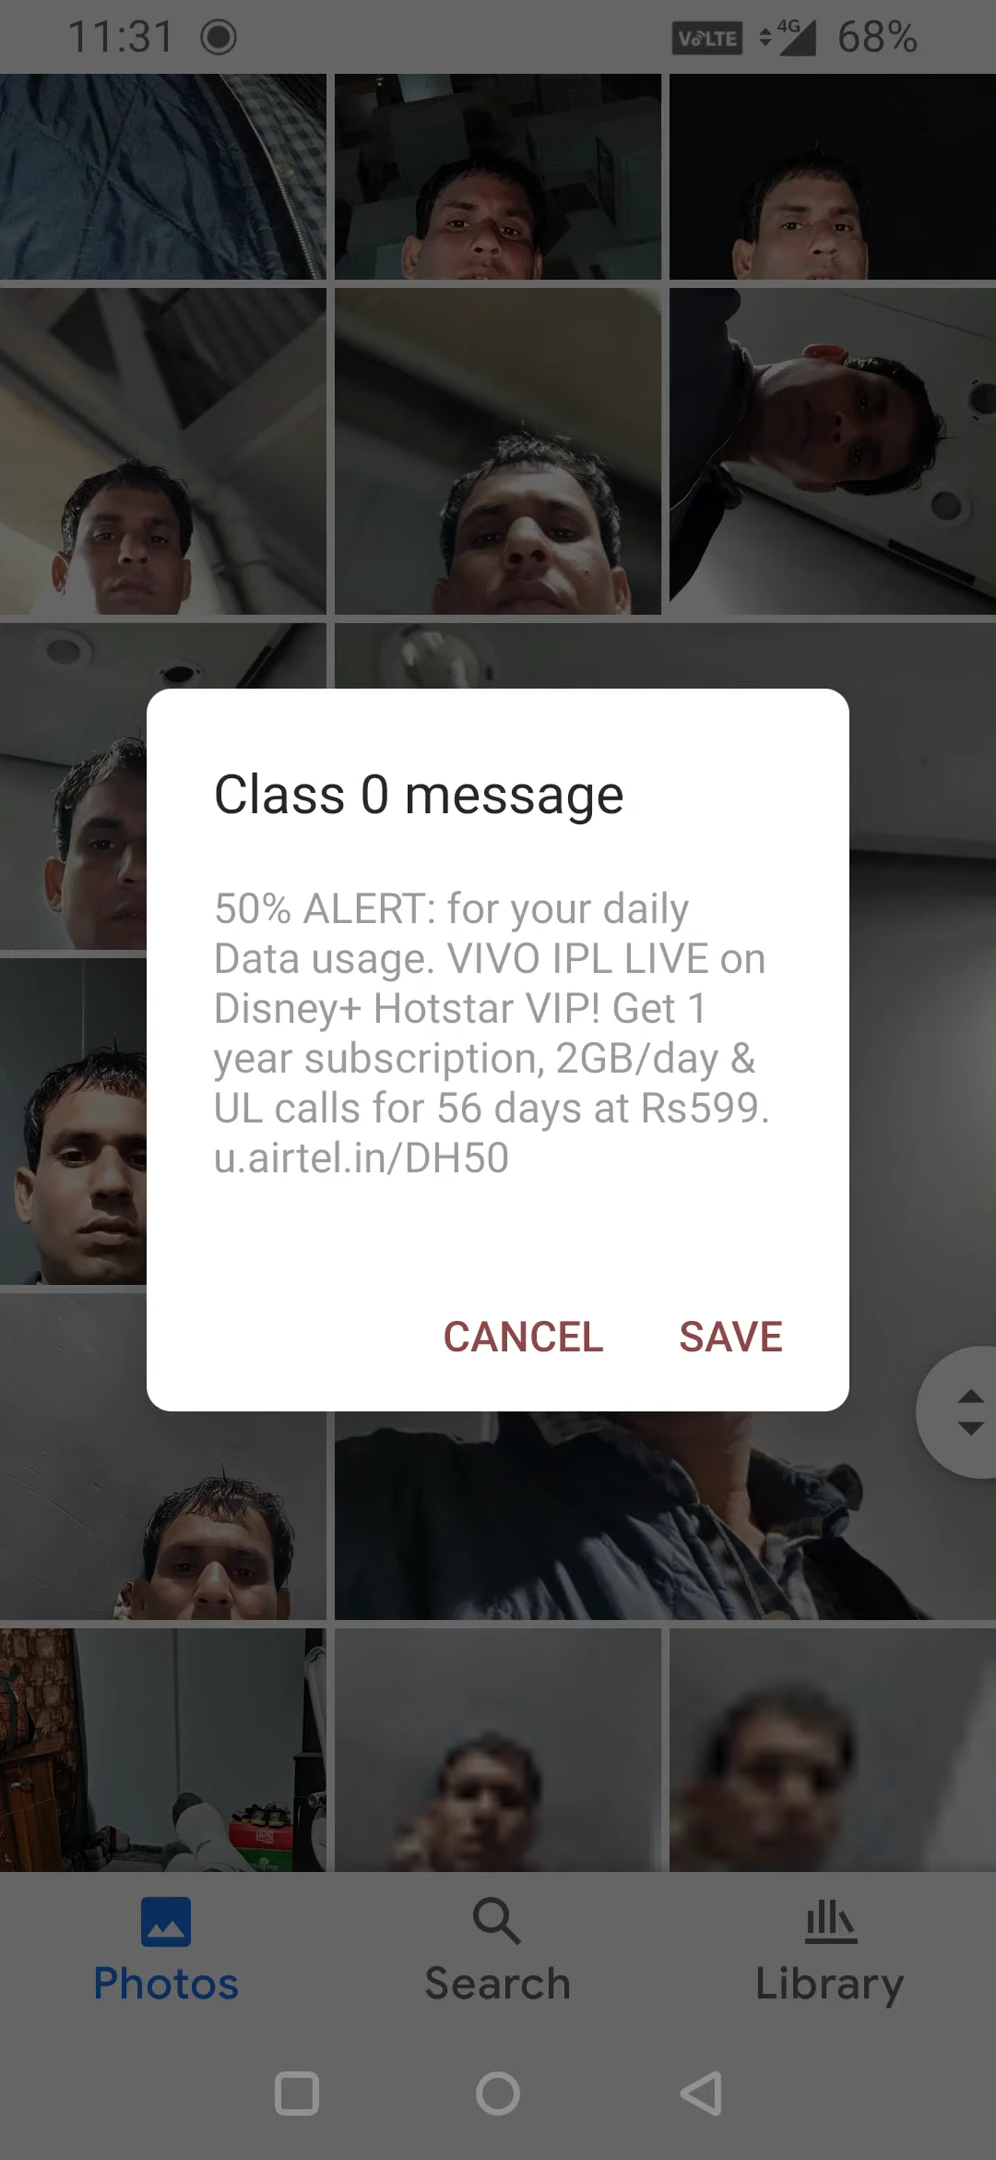 11:31 VoLTE 4G 68%
Class 0 message
50% ALERT: for your daily
Data usage. VIVO IPL LIVE on
Disney+ Hotstar VIP! Get 1
year subscription, 2GB/day &
UL calls for 56 days at Rs599.
u.airtel.in/DH50
CANCEL SAVE
Photos Search Library